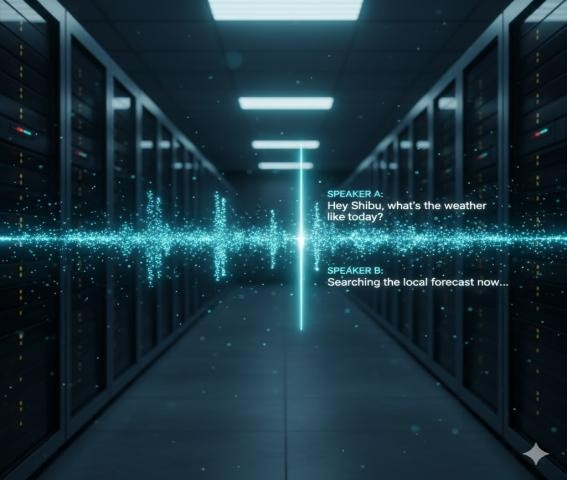 SPEAKER A:
Hey Shibu, what's the weather
like today?
SPEAKER B:
Searching the local forecast now...